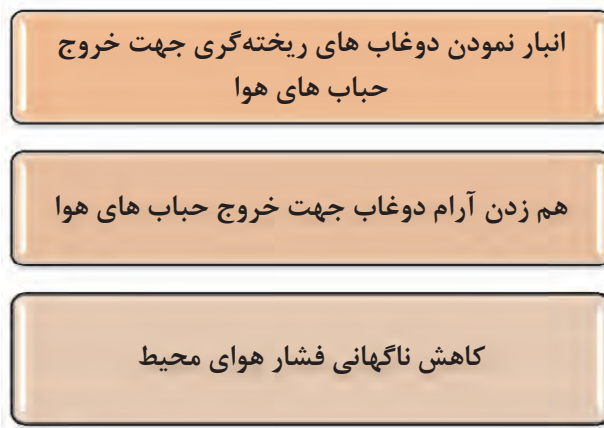 انبار نمودن دوغاب های ریخته‌گری جهت خروج
حباب های هوا
هم زدن آرام دوغاب جهت خروج حباب های هوا
کاهش ناگهانی فشار هوای محیط